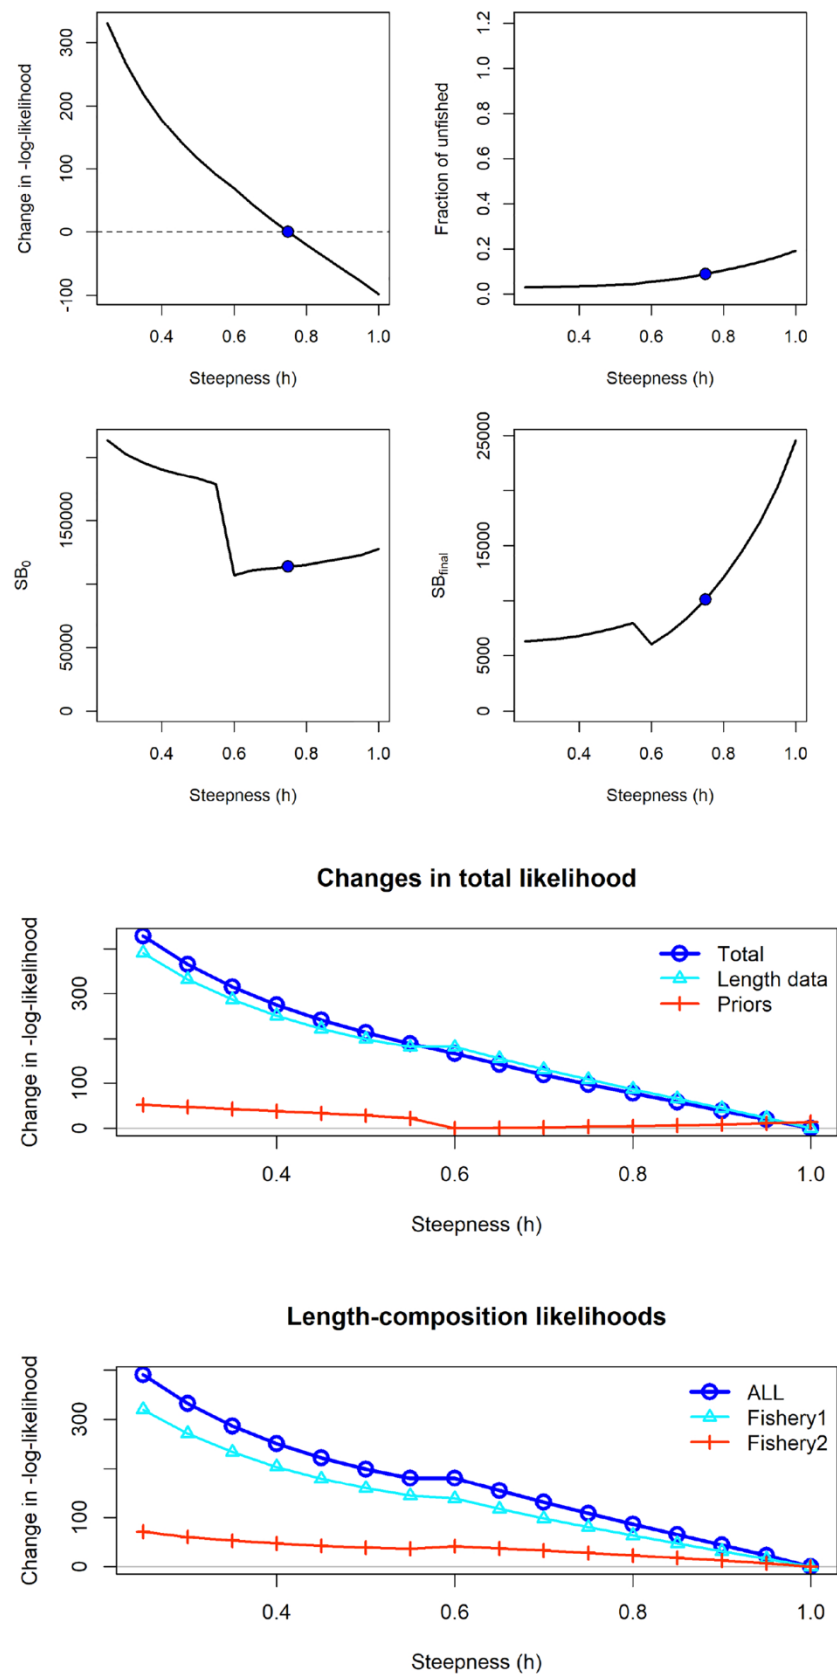 Change in -log-likelihood
300
200
100
0
-100
0.4 0.6 0.8 1.0
Steepness (h)
Fraction of unfished
1.2
1.0
0.8
0.6
0.4
0.2
0.0
0.4 0.6 0.8 1.0
Steepness (h)
SB0
150000
50000
0
0.4 0.6 0.8 1.0
Steepness (h)
SBfinal
25000
15000
5000
0
0.4 0.6 0.8 1.0
Steepness (h)
Changes in total likelihood
Change in -log-likelihood
300
100
0
Total
Length data
Priors
0.4 0.6 0.8 1.0
Steepness (h)
Length-composition likelihoods
Change in -log-likelihood
300
100
0
ALL
Fishery1
Fishery2
0.4 0.6 0.8 1.0
Steepness (h)